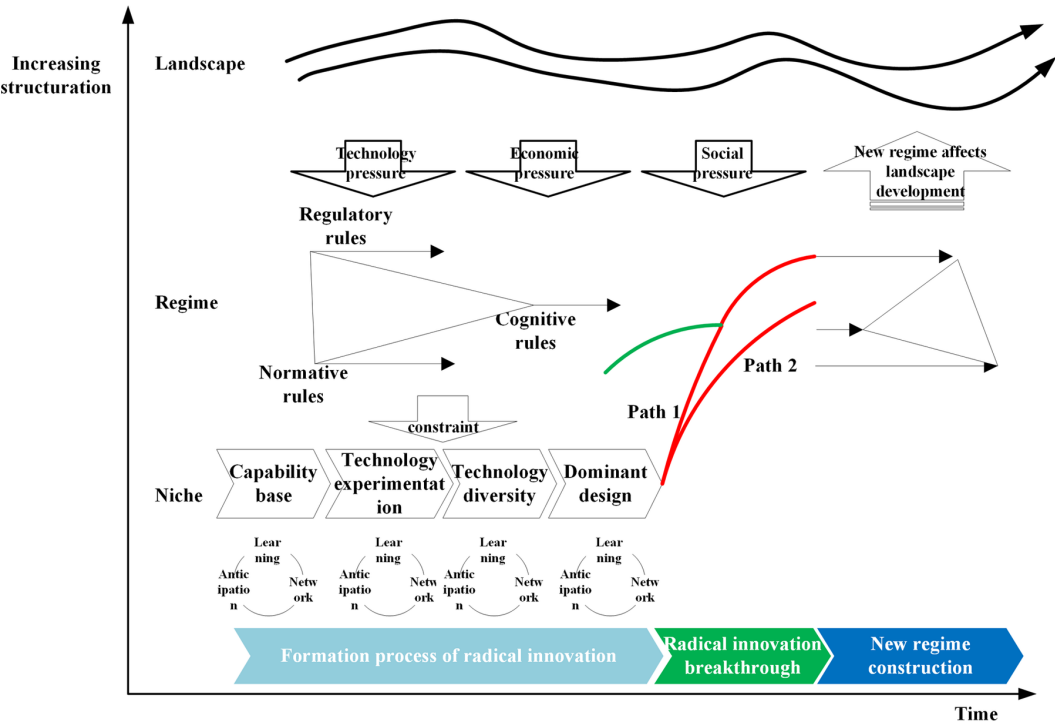 Increasing
structuration
Landscape
Technology
pressure
Economic
pressure
Social
pressure
New regime affects
landscape
development
Regulatory
rules
Regime
Cognitive
rules
Normative
rules
Path 2
Path 1
constraint
Niche
Capability
base
Technology
experimentat
ion
Technology
diversity
Dominant
design
Lear
ning
Antic
ipatio
n
Netw
ork
Lear
ning
Antic
ipatio
n
Netw
ork
Lear
ning
Antic
ipatio
n
Netw
ork
Lear
ning
Antic
ipatio
n
Netw
ork
Formation process of radical innovation
Radical innovation
breakthrough
New regime
construction
Time